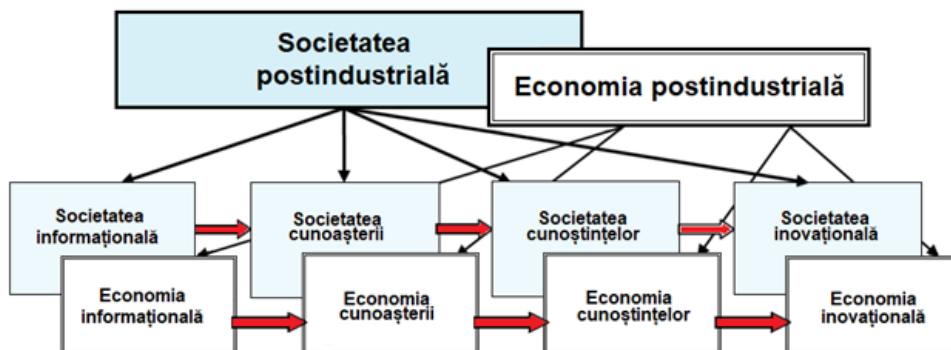 Societatea
postindustrială
Economia postindustrială
Societatea
informațională
Societatea
cunoașterii
Societatea
cunoștințelor
Societatea
inovațională
Economia
informațională
Economia
cunoașterii
Economia
cunoștințelor
Economia
inovațională